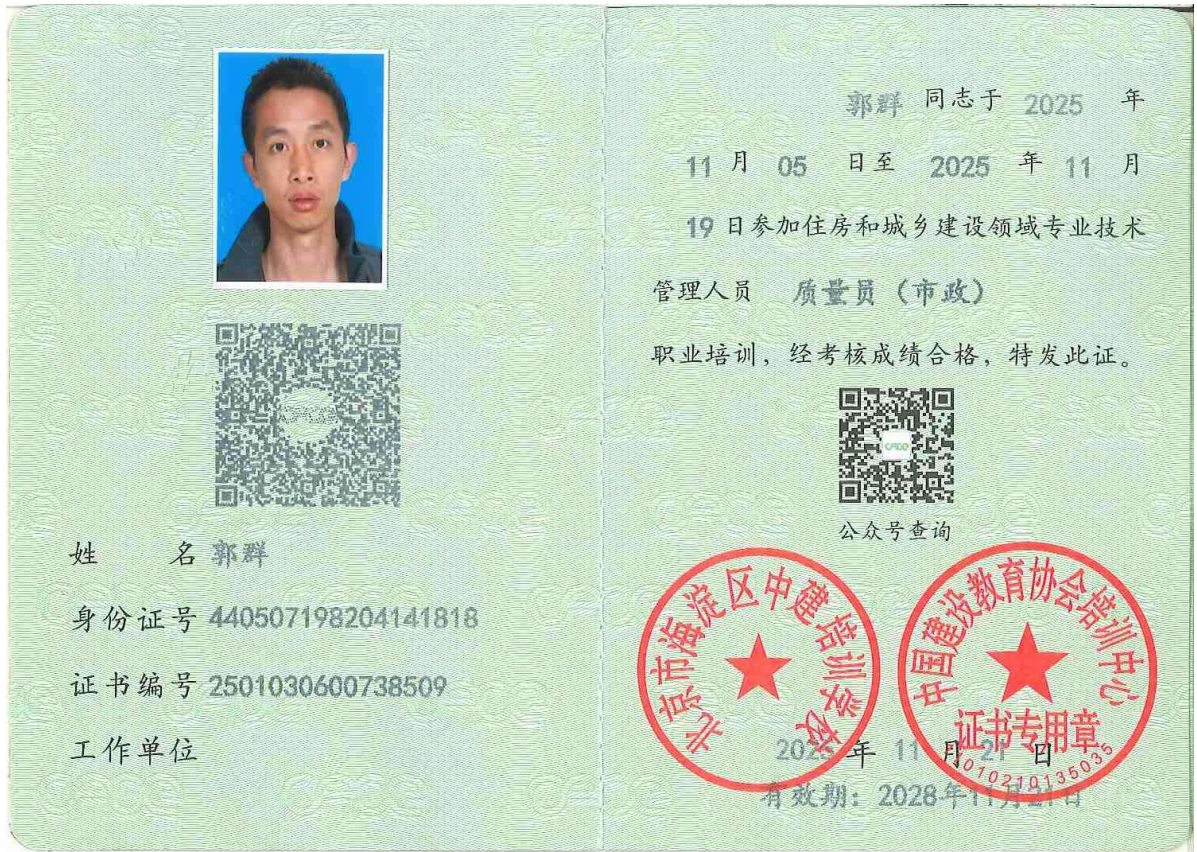 姓 名 郭群
身份证号 440507198204141818
证书编号 2501030600738509
工作单位
郭群 同志于 2025 年
11 月 05 日至 2025 年 11 月
19 日参加住房和城乡建设领域专业技术
管理人员 质量员（市政）
职业培训，经考核成绩合格，特发此证。
公众号查询
北京市海淀区中建培训学校
中国建设教育协会培训中心
证书专用章
2025 年 11 月 21 日
有效期：2028年11月21日